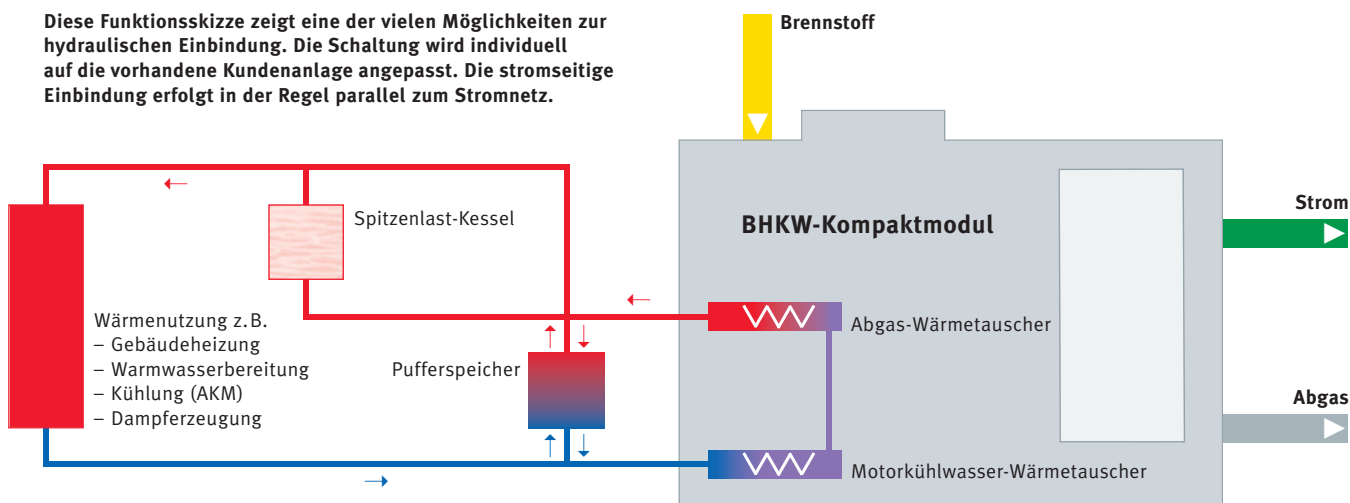 Diese Funktionsskizze zeigt eine der vielen Möglichkeiten zur
hydraulischen Einbindung. Die Schaltung wird individuell
auf die vorhandene Kundenanlage angepasst. Die stromseitige
Einbindung erfolgt in der Regel parallel zum Stromnetz.
Brennstoff
Spitzenlast-Kessel
BHKW-Kompaktmodul
Strom
Wärmenutzung z.B.
– Gebäudeheizung
– Warmwasserbereitung
– Kühlung (AKM)
– Dampferzeugung
Pufferspeicher
Abgas-Wärmetauscher
Abgas
Motorkühlwasser-Wärmetauscher